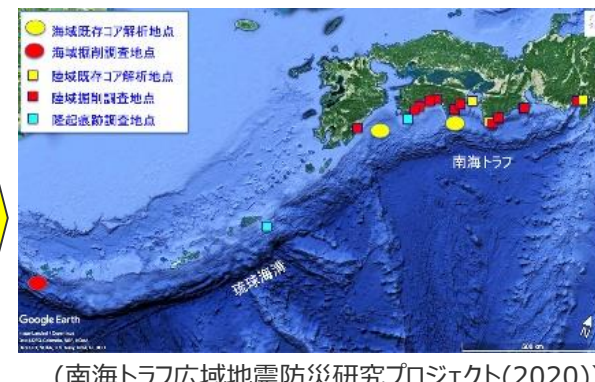 海域既存コア解析地点
海域掘削調査地点
陸域既存コア解析地点
陸域掘削調査地点
隆起痕跡調査地点
南海トラフ
琉球海溝
Google Earth
500 km
N
(南海トラフ広域地震防災研究プロジェクト(2020))